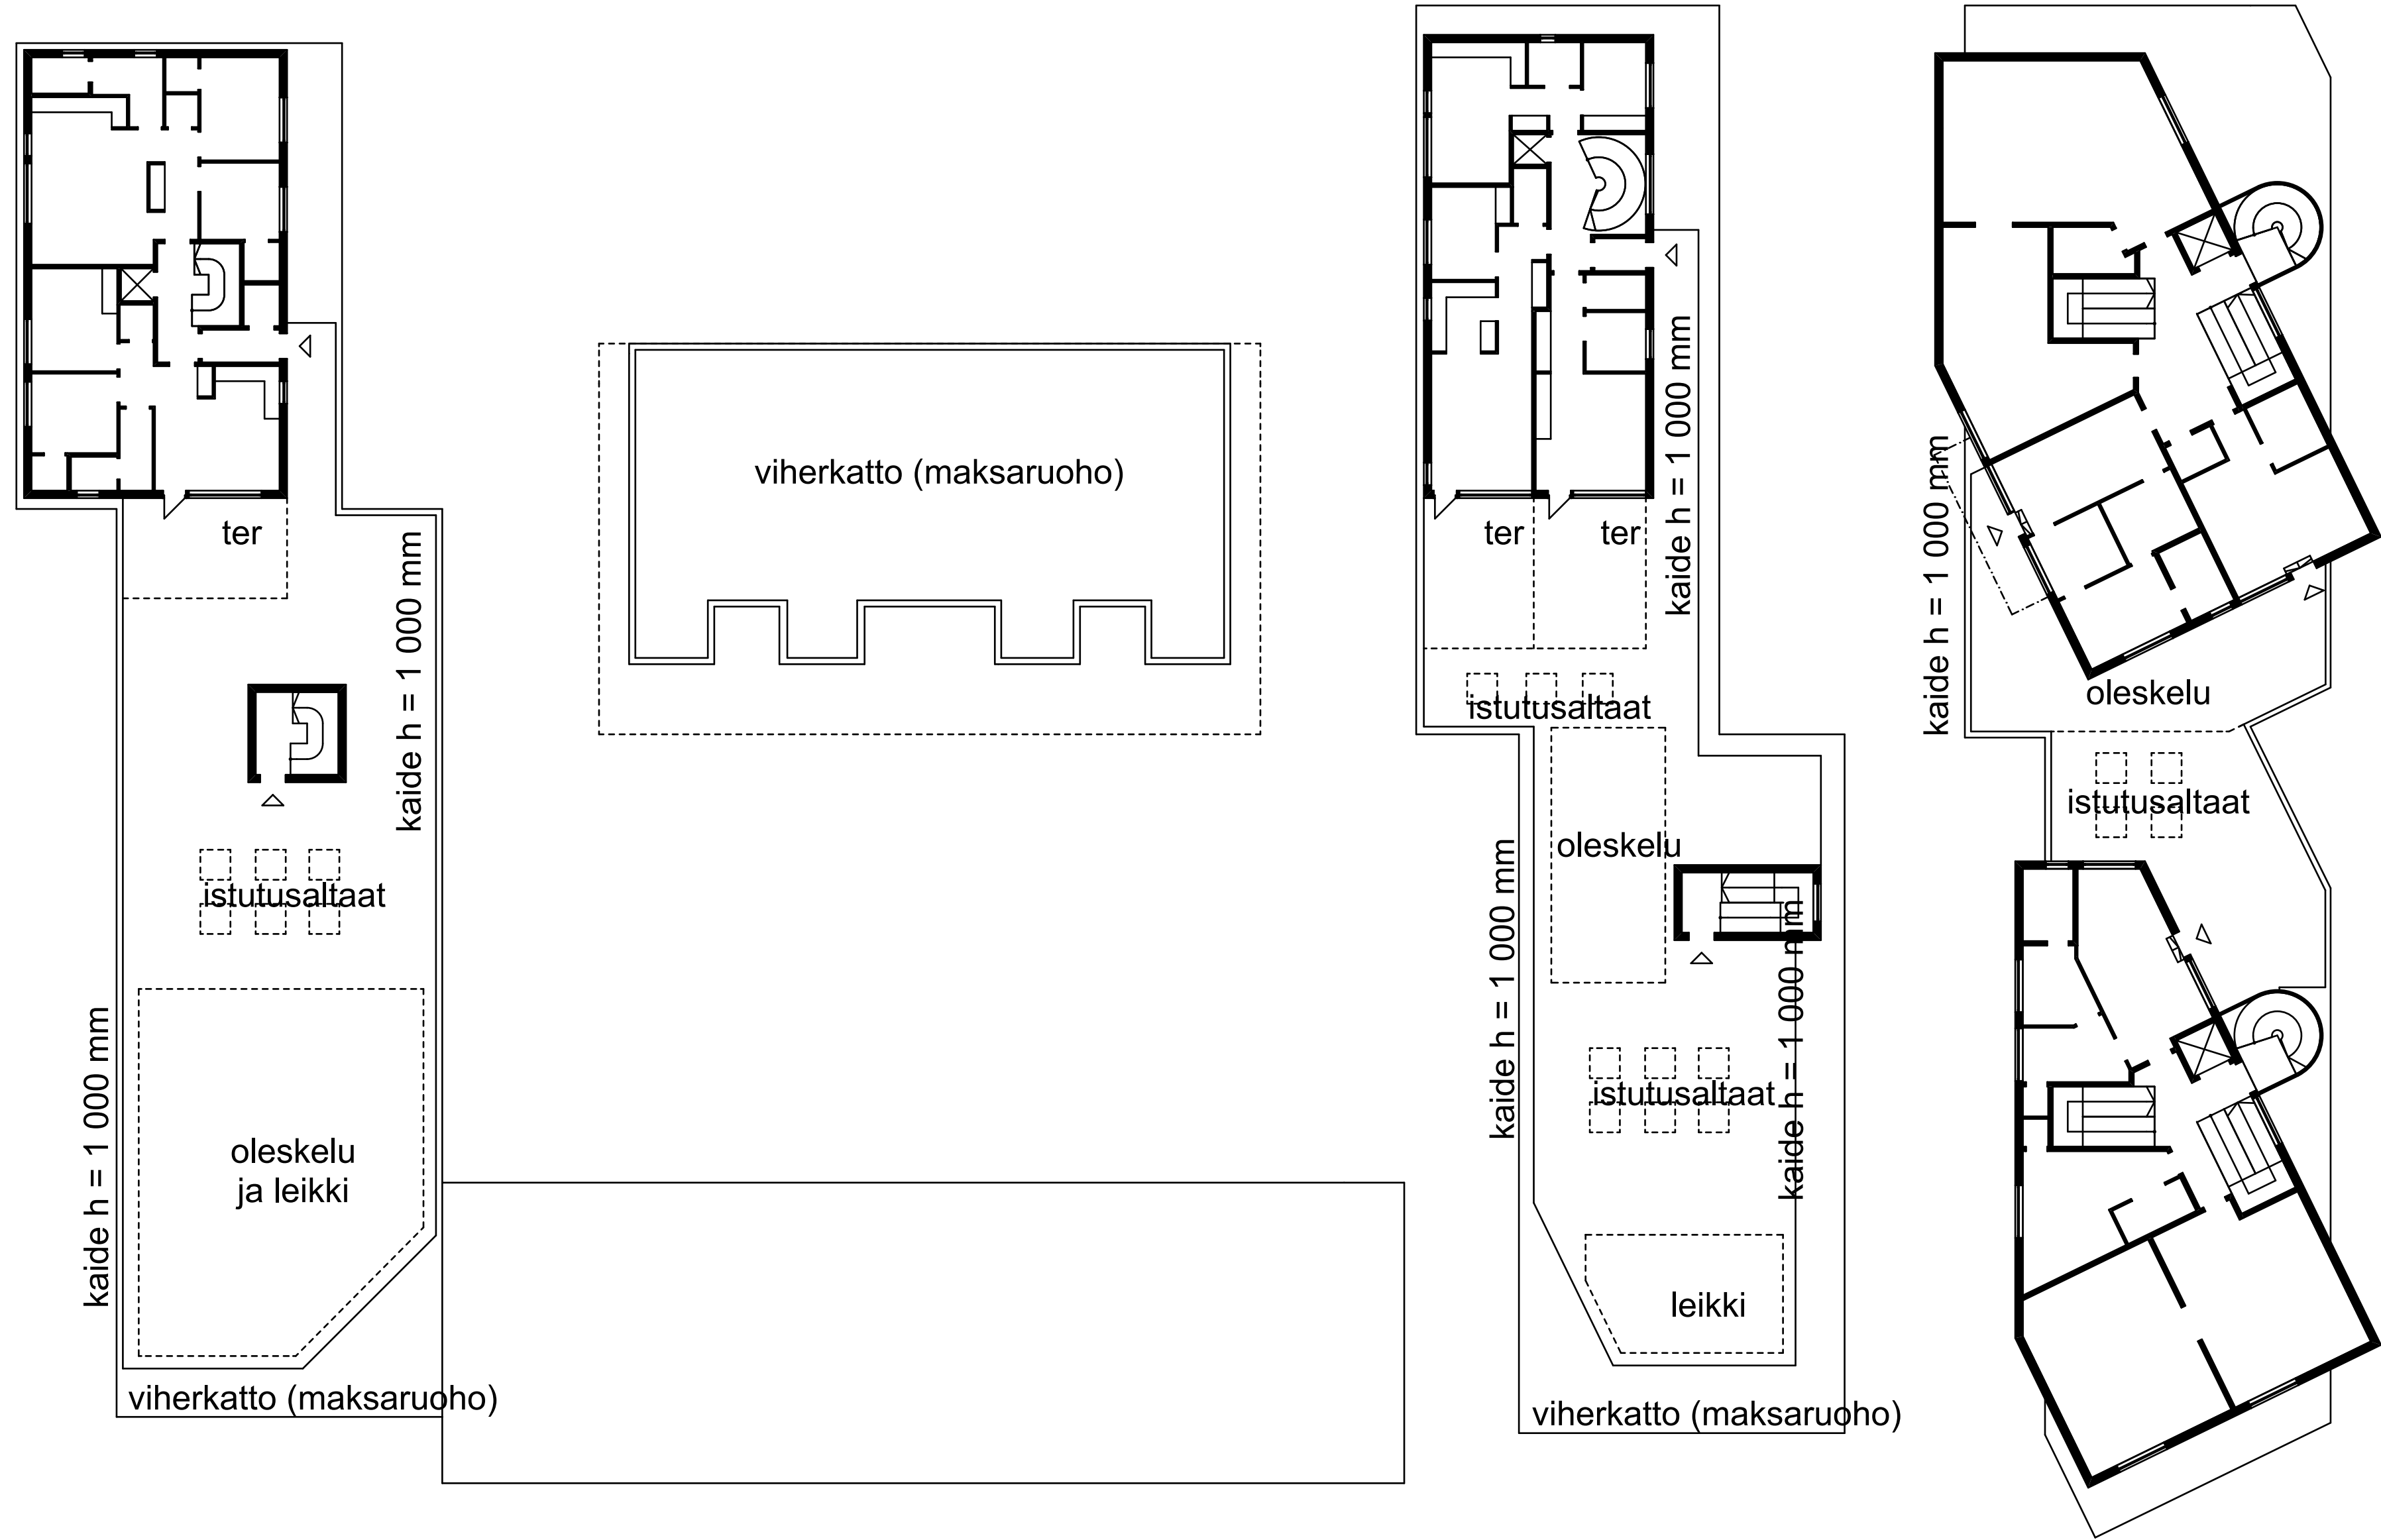 ter
kaide h = 1 000 mm
istutusaltaat
kaide h = 1 000 mm
oleskelu
ja leikki
viherkatto (maksaruoho)
viherkatto (maksaruoho)
ter
ter
kaide h = 1 000 mm
istutusaltaat
oleskelu
kaide h = 1 000 mm
istutusaltaat
kaide h = 1 000 mm
leikki
viherkatto (maksaruoho)
kaide h = 1 000 mm
oleskelu
istutusaltaat